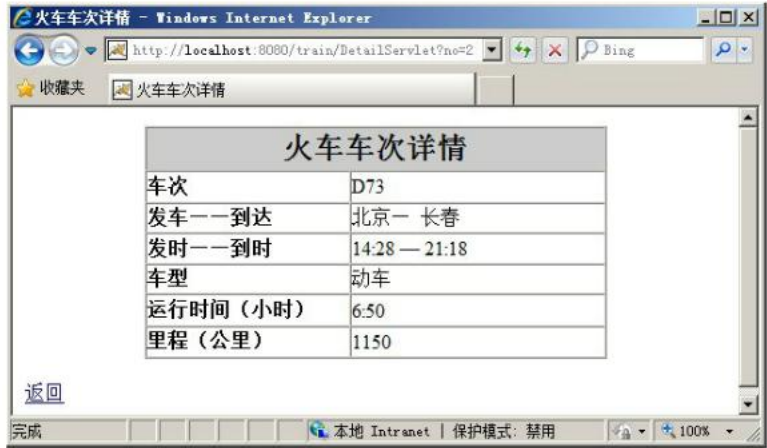 火车车次详情 - Windows Internet Explorer
http://localhost:8080/train/DetailServlet?no=2 Bing
收藏夹 火车车次详情
火车车次详情
车次 D73
发车——到达 北京— 长春
发时——到时 14:28 — 21:18
车型 动车
运行时间（小时） 6:50
里程（公里） 1150
返回
完成 本地 Intranet | 保护模式: 禁用 100%